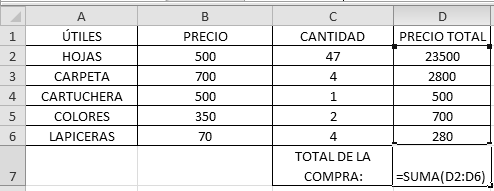 A B C D
1 ÚTILES PRECIO CANTIDAD PRECIO TOTAL
2 HOJAS 500 47 23500
3 CARPETA 700 4 2800
4 CARTUCHERA 500 1 500
5 COLORES 350 2 700
6 LAPICERAS 70 4 280
TOTAL DE LA
7 COMPRA: =SUMA(D2:D6)